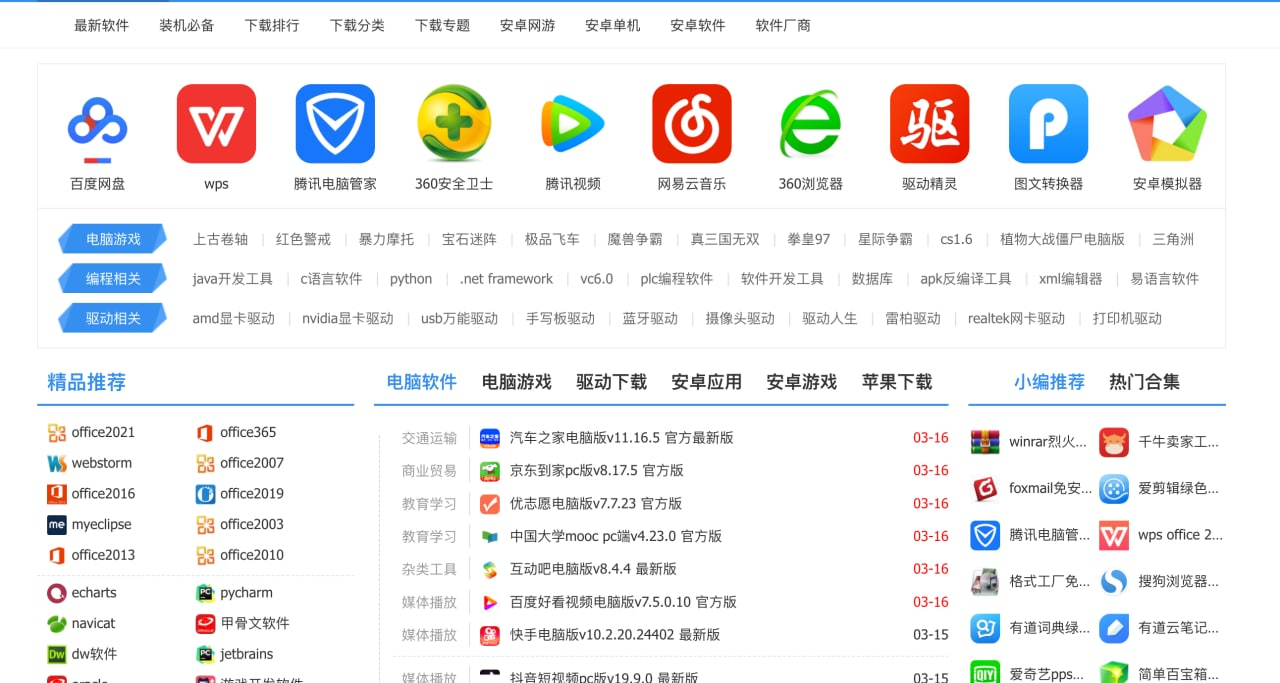 最新软件 装机必备 下载排行 下载分类 下载专题 安卓网游 安卓单机 安卓软件 软件厂商
百度网盘 wps 腾讯电脑管家 360安全卫士 腾讯视频 网易云音乐 360浏览器 驱动精灵 图文转换器 安卓模拟器
电脑游戏 上古卷轴 红色警戒 暴力摩托 宝石迷阵 极品飞车 魔兽争霸 真三国无双 拳皇97 星际争霸 cs1.6 植物大战僵尸电脑版 三角洲
编程相关 java开发工具 c语言软件 python .net framework vc6.0 plc编程软件 软件开发工具 数据库 apk反编译工具 xml编辑器 易语言软件
驱动相关 amd显卡驱动 nvidia显卡驱动 usb万能驱动 手写板驱动 蓝牙驱动 摄像头驱动 驱动人生 雷柏驱动 realtek网卡驱动 打印机驱动
精品推荐
office2021 office365
webstorm office2007
office2016 office2019
myeclipse office2003
office2013 office2010
echarts pycharm
navicat 甲骨文软件
dw软件 jetbrains
oracle 游戏开发软件
电脑软件 电脑游戏 驱动下载 安卓应用 安卓游戏 苹果下载
交通运输 汽车之家电脑版v11.16.5 官方最新版 03-16
商业贸易 京东到家pc版v8.17.5 官方版 03-16
教育学习 优志愿电脑版v7.7.23 官方版 03-16
教育学习 中国大学mooc pc端v4.23.0 官方版 03-16
杂类工具 互动吧电脑版v8.4.4 最新版 03-16
媒体播放 百度好看视频电脑版v7.5.0.10 官方版 03-16
媒体播放 快手电脑版v10.2.20.24402 最新版 03-15
媒体播放 抖音短视频pc版v19.9.0 最新版 03-15
小编推荐 热门合集
winrar烈火... 千牛卖家工...
foxmail免安... 爱剪辑绿色...
腾讯电脑管... wps office 2...
格式工厂免... 搜狗浏览器...
有道词典绿... 有道云笔记...
爱奇艺pps... 简单百宝箱...